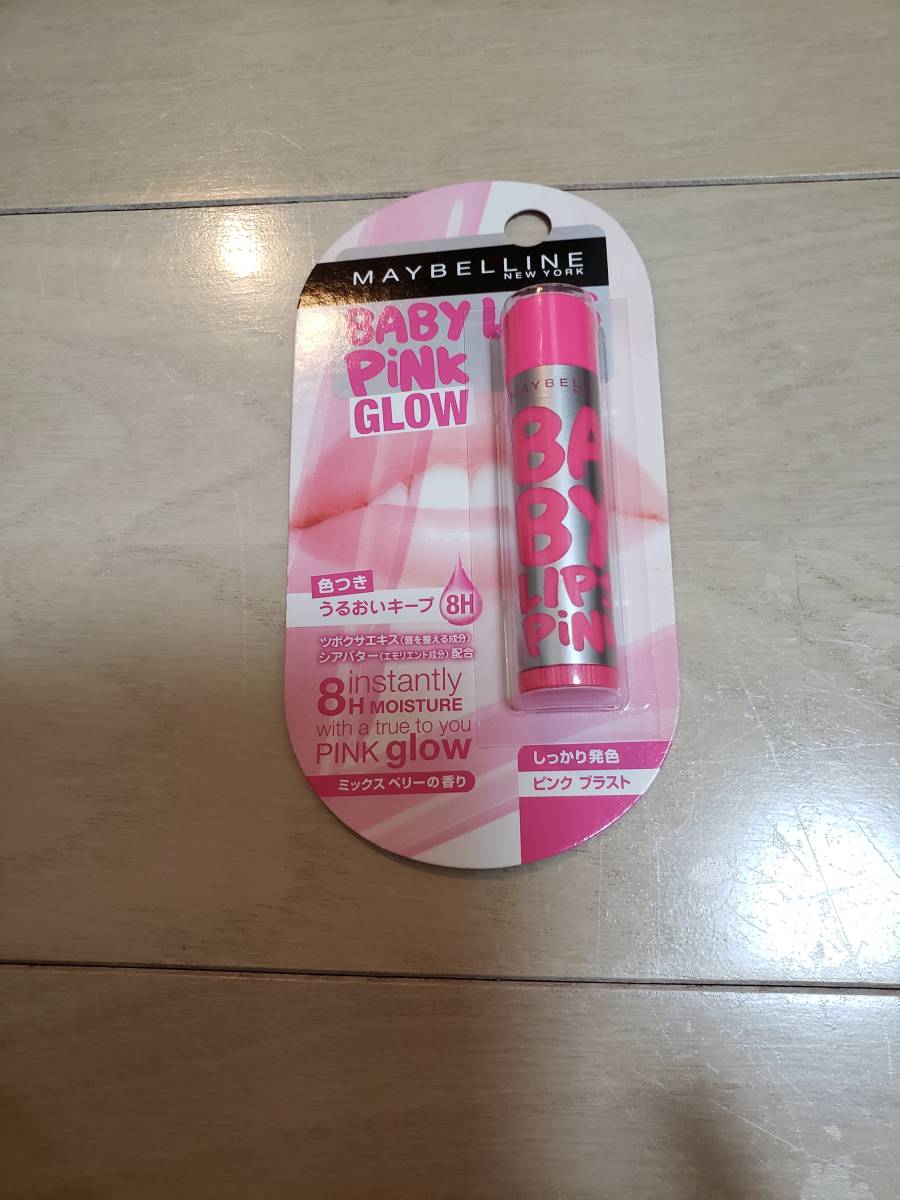 MAYBELLINE
NEW YORK
BABY
PiNK
GLOW
BA
BY
LIPS
PiN
色つき
うるおいキープ 8H
ツボクサエキス(唇を整える成分)
シアバター(エモリエント成分) 配合
instantly
8H MOISTURE
with a true to you
PINK glow
ミックス ベリーの香り
しっかり発色
ピンク ブラスト